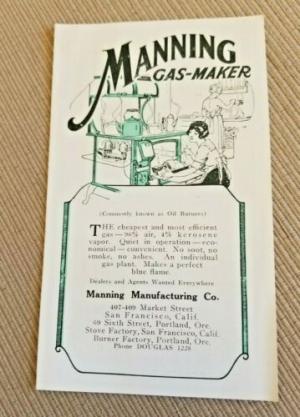 MANNING
GAS-MAKER
(Commonly known as Oil Burners)
THE cheapest and most efficient
gas—96% air, 4% kerosene
vapor. Quiet in operation—eco-
nomical—convenient. No soot, no
smoke, no ashes. An individual
gas plant. Makes a perfect
blue flame.
Dealers and Agents Wanted Everywhere
Manning Manufacturing Co.
407-409 Market Street
San Francisco, Calif.
69 Sixth Street, Portland, Ore.
Stove Factory, San Francisco, Calif.
Burner Factory, Portland, Ore.
Phone DOUGLAS 1228